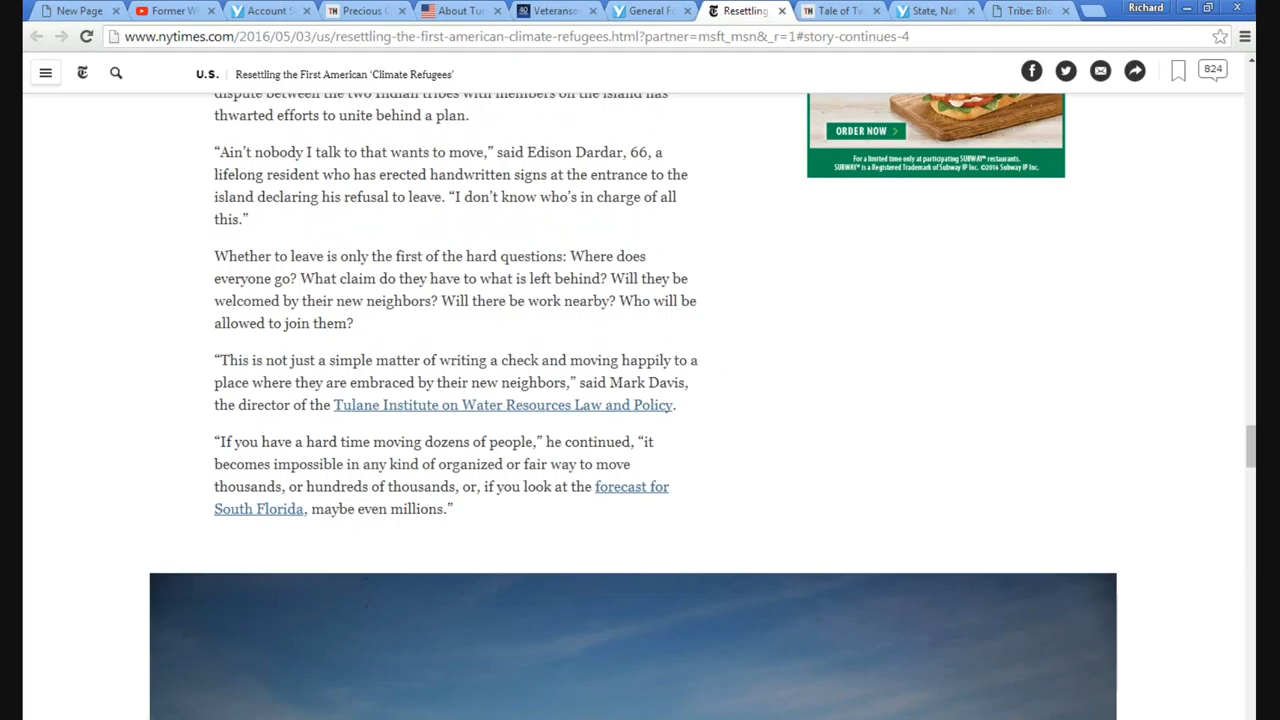 New Page
Former W
Account S
Precious
About Tu
Veterans
General F
Resettling
Tale of Tw
State, Nat
Tribe: Bilo
Richard
www.nytimes.com/2016/05/03/us/resettling-the-first-american-climate-refugees.html?partner=msft_msn&_r=1#story-continues-4
U.S. | Resettling the First American ‘Climate Refugees’
824
dispute between the two Indian tribes with members on the island has
thwarted efforts to unite behind a plan.
“Ain’t nobody I talk to that wants to move,” said Edison Dardar, 66, a
lifelong resident who has erected handwritten signs at the entrance to the
island declaring his refusal to leave. “I don’t know who’s in charge of all
this.”
Whether to leave is only the first of the hard questions: Where does
everyone go? What claim do they have to what is left behind? Will they be
welcomed by their new neighbors? Will there be work nearby? Who will be
allowed to join them?
“This is not just a simple matter of writing a check and moving happily to a
place where they are embraced by their new neighbors,” said Mark Davis,
the director of the Tulane Institute on Water Resources Law and Policy.
“If you have a hard time moving dozens of people,” he continued, “it
becomes impossible in any kind of organized or fair way to move
thousands, or hundreds of thousands, or, if you look at the forecast for
South Florida, maybe even millions.”
ORDER NOW >
For a limited time only at participating SUBWAY® restaurants.
SUBWAY® is a Registered Trademark of Subway IP Inc. ©2016 Subway IP Inc.